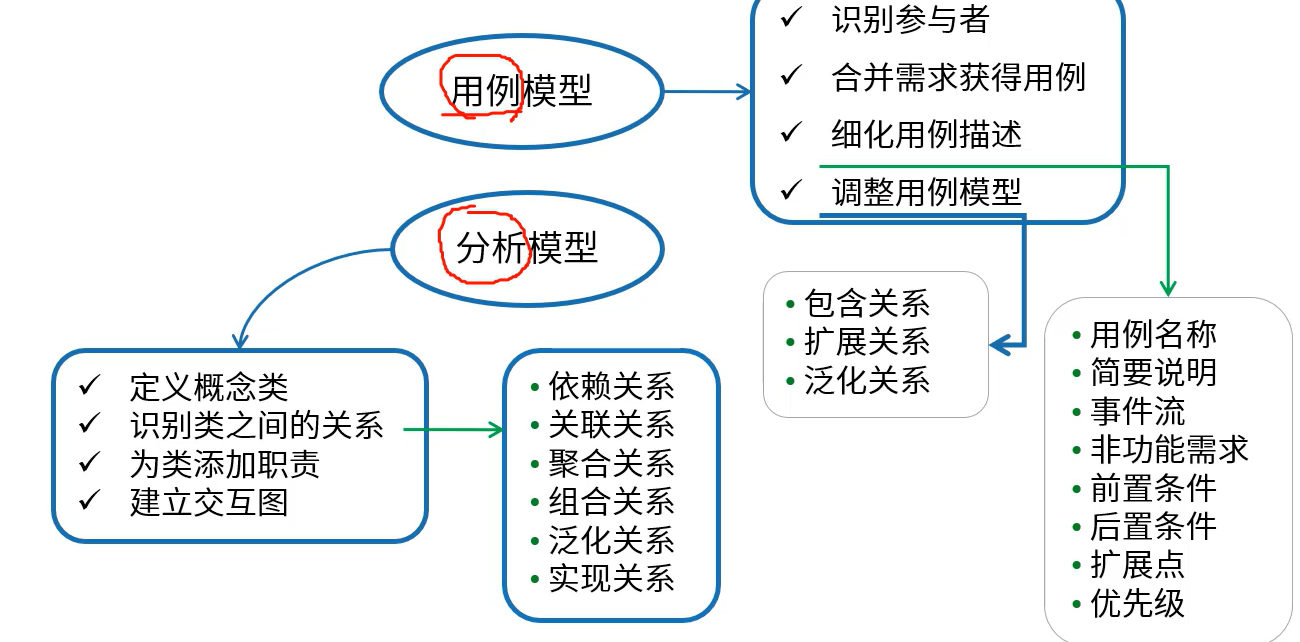 用例模型
识别参与者
合并需求获得用例
细化用例描述
调整用例模型
分析模型
包含关系
扩展关系
泛化关系
用例名称
简要说明
事件流
非功能需求
前置条件
后置条件
扩展点
优先级
定义概念类
识别类之间的关系
为类添加职责
建立交互图
依赖关系
关联关系
聚合关系
组合关系
泛化关系
实现关系